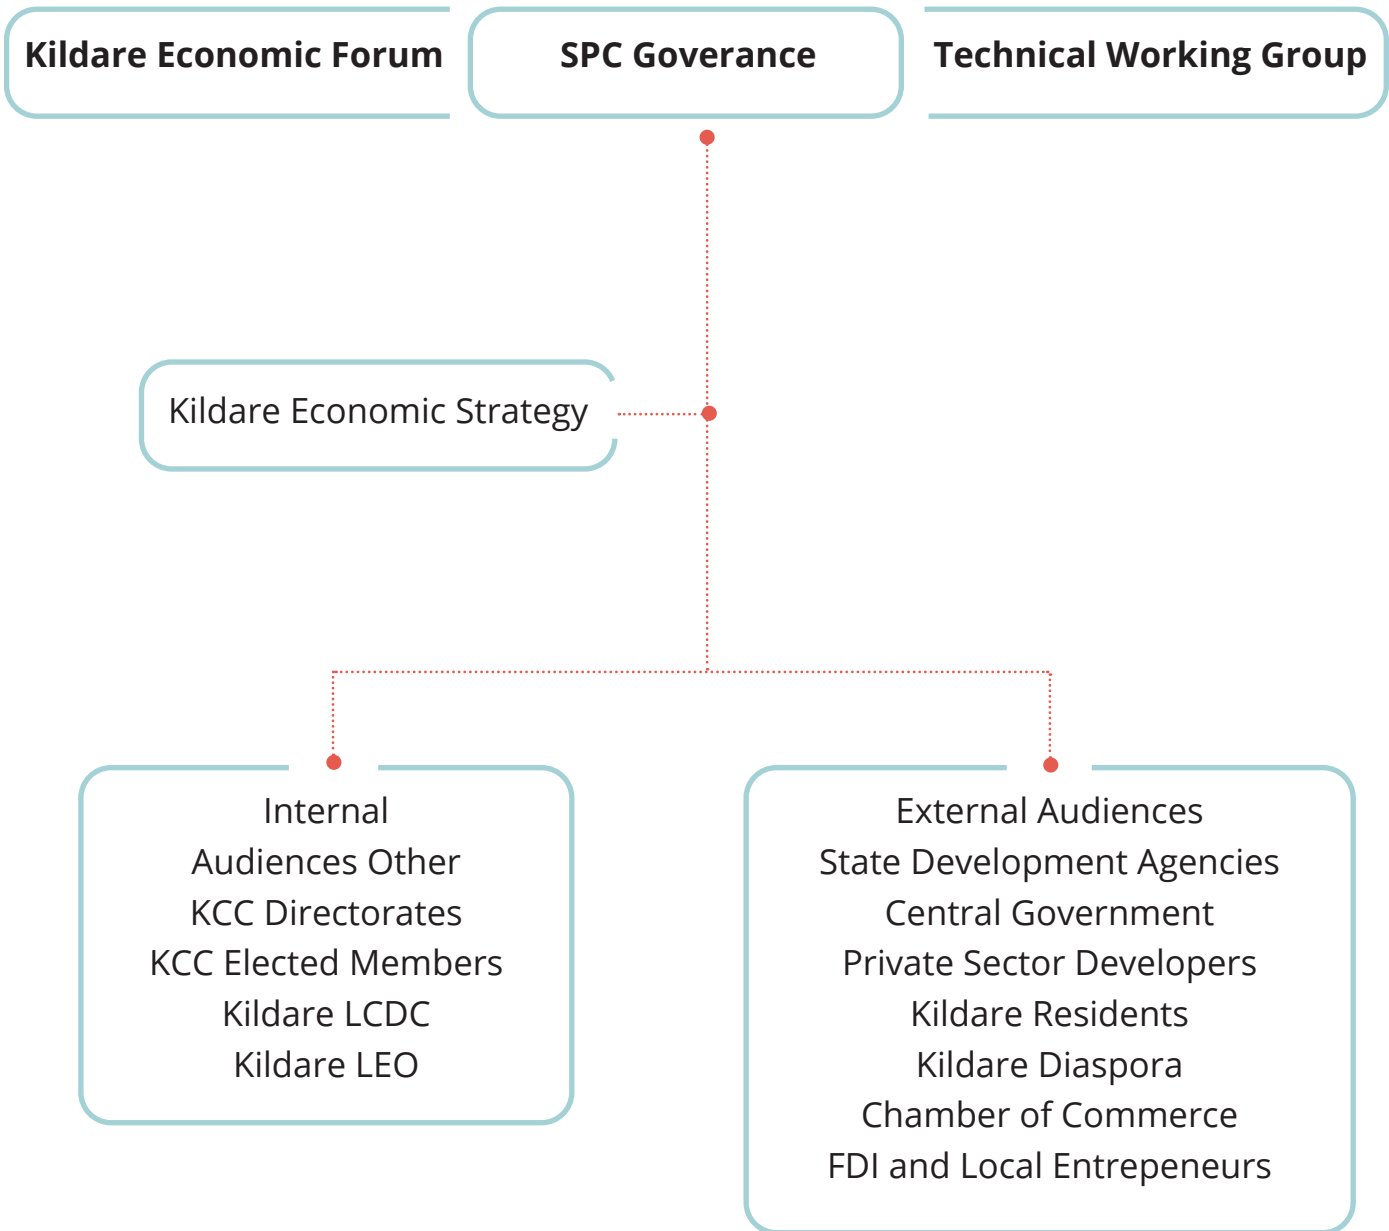 Kildare Economic Forum
SPC Goverance
Technical Working Group
Kildare Economic Strategy
Internal
Audiences Other
KCC Directorates
KCC Elected Members
Kildare LCDC
Kildare LEO
External Audiences
State Development Agencies
Central Government
Private Sector Developers
Kildare Residents
Kildare Diaspora
Chamber of Commerce
FDI and Local Entrepeneurs